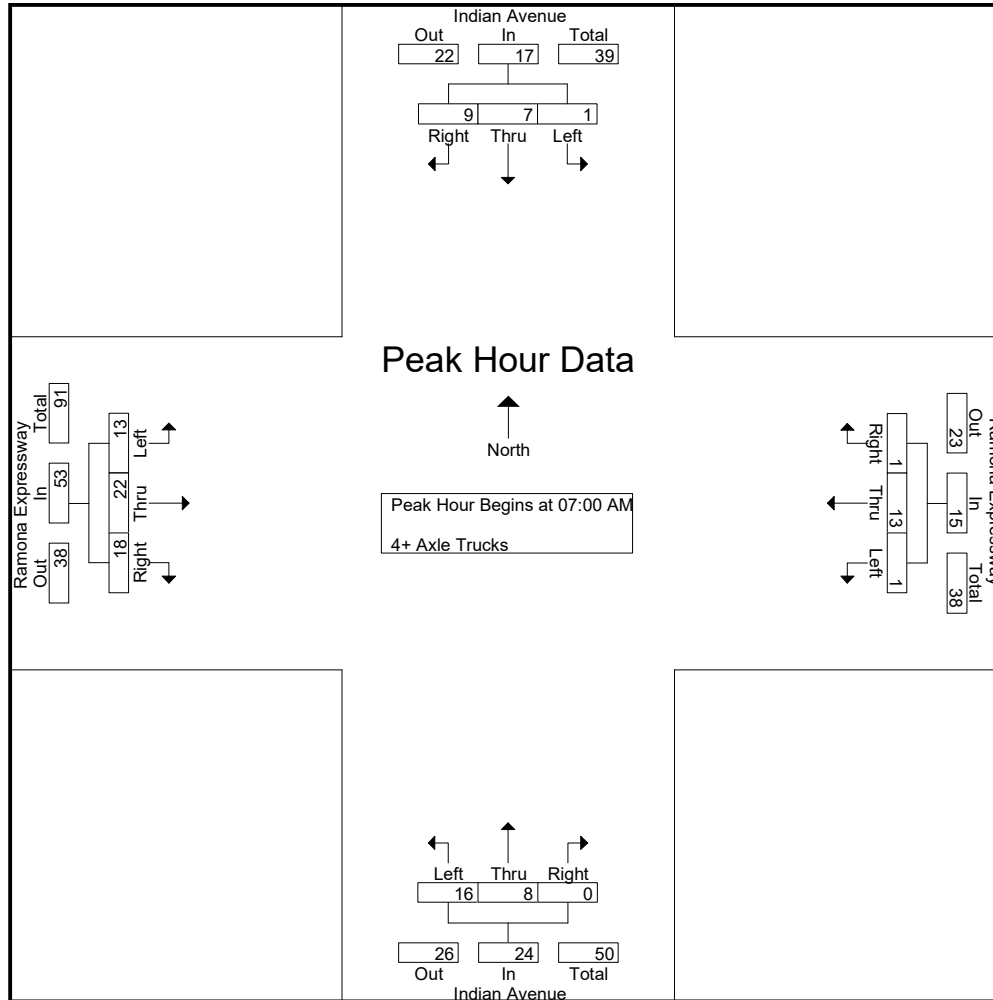 Indian Avenue
Out In Total
22 17 39
9 7 1
Right Thru Left
Peak Hour Data
North
Peak Hour Begins at 07:00 AM
4+ Axle Trucks
Ramona Expressway
Out In Total
38 53 91
18 22 13
Right Thru Left
Ramona Expressway
Out In Total
23 15 38
1 13 1
Right Thru Left
Left Thru Right
16 8 0
26 24 50
Out In Total
Indian Avenue